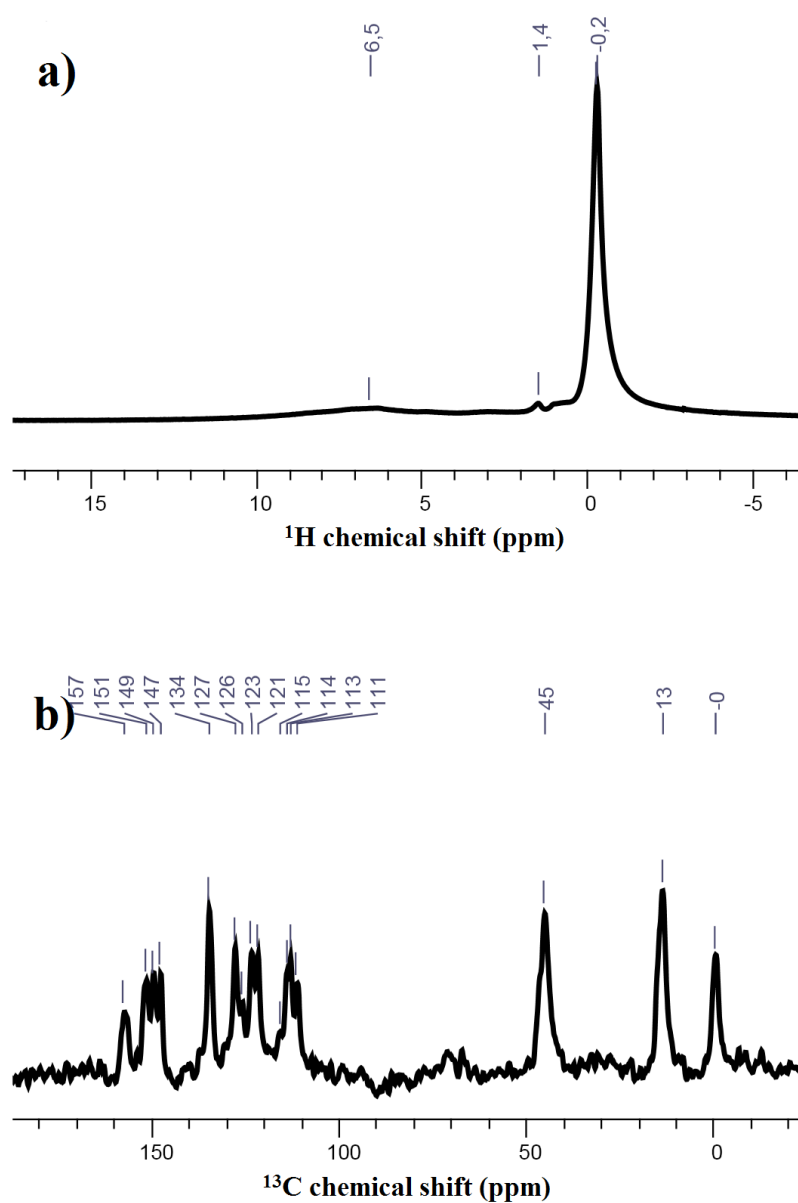 6,5
1,4
-0,2
a)
15 10 5 0 -5
¹H chemical shift (ppm)
157 151 149 147 134 127 126 123 121 115 114 113 111 45 13 -0
b)
150 100 50 0
¹³C chemical shift (ppm)